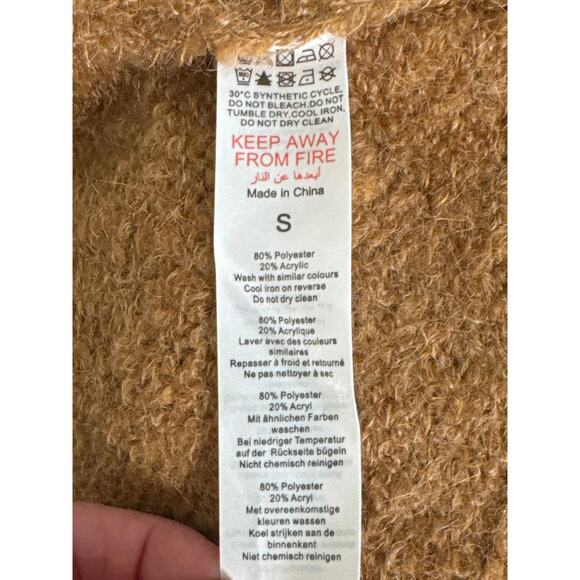 30°C SYNTHETIC CYCLE,
DO NOT BLEACH,DO NOT
TUMBLE DRY,COOL IRON,
DO NOT DRY CLEAN
KEEP AWAY
FROM FIRE
أبعدها عن النار
Made in China
S
80% Polyester
20% Acrylic
Wash with similar colours
Cool iron on reverse
Do not dry clean
80% Polyester
20% Acrylique
Laver avec des couleurs
similaires
Repasser à froid et retourné
Ne pas nettoyer à sec
80% Polyester
20% Acryl
Mit ähnlichen Farben
waschen
Bei niedriger Temperatur
auf der Rückseite bügeln
Nicht chemisch reinigen
80% Polyester
20% Acryl
Met overeenkomstige
kleuren wassen
Koel strijken aan de
binnenkant
Niet chemisch reinigen